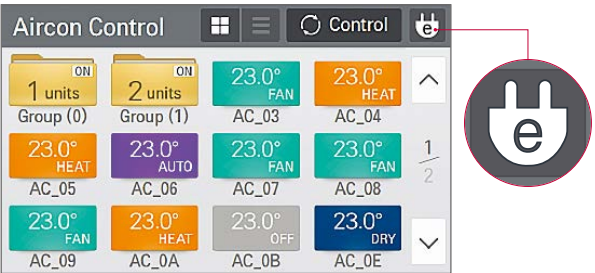 Aircon Control
Control
e
ON
1 units
Group (0)
ON
2 units
Group (1)
23.0°
FAN
AC_03
23.0°
HEAT
AC_04
23.0°
HEAT
AC_05
23.0°
AUTO
AC_06
23.0°
FAN
AC_07
23.0°
FAN
AC_08
1
2
23.0°
FAN
AC_09
23.0°
HEAT
AC_0A
23.0°
OFF
AC_0B
23.0°
DRY
AC_0E
e